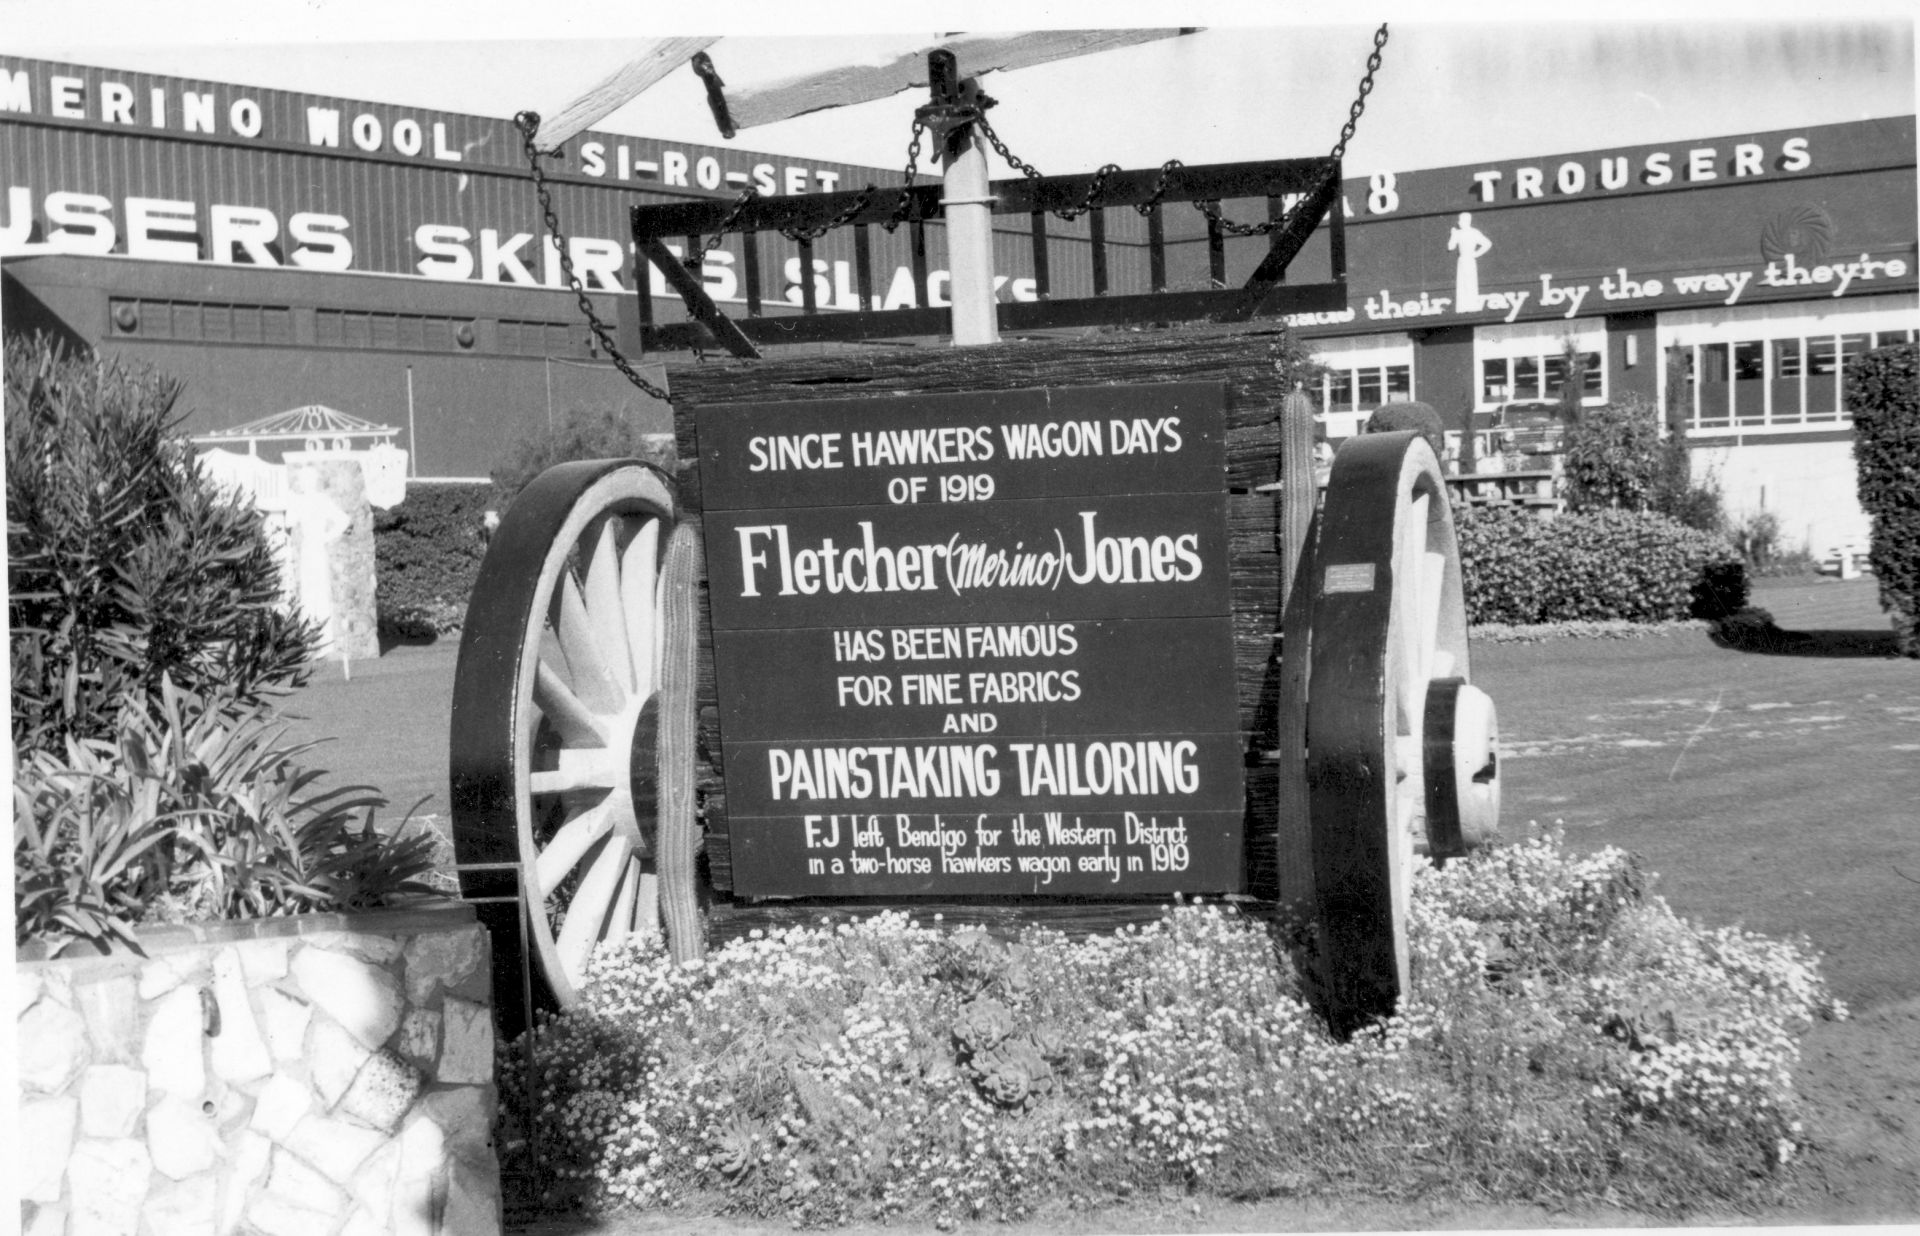 MERINO WOOL SI-RO-SET
USERS SKIRTS SLACKS
8 TROUSERS
their way by the way they're
SINCE HAWKERS WAGON DAYS
OF 1919
Fletcher (Merino) Jones
HAS BEEN FAMOUS
FOR FINE FABRICS
AND
PAINSTAKING TAILORING
F.J left Bendigo for the Western District
in a two-horse hawkers wagon early in 1919
8